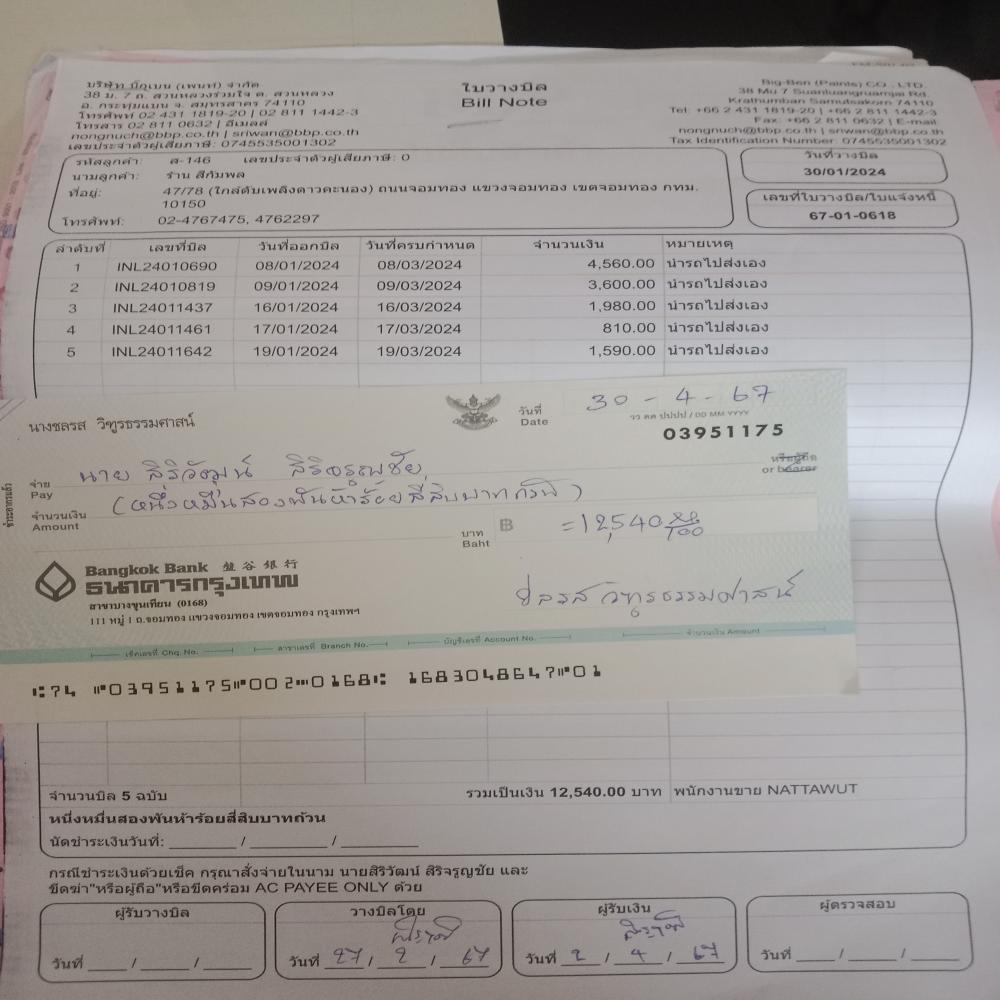 บริษัท บิ๊กเบน (เพนท์) จำกัด
38 ม. 7 ถ. สวนหลวงร่วมใจ ต. สวนหลวง
อ. กระทุ่มแบน จ. สมุทรสาคร 74110
โทรศัพท์ 02 431 1819-20 | 02 811 1442-3
โทรสาร 02 811 0632 | อีเมลล์
nongnuch@bbp.co.th | sriwan@bbp.co.th
เลขประจำตัวผู้เสียภาษี: 0745535001302
ใบวางบิล
Bill Note
Big-Ben (Paints) CO., LTD.
38 Mu 7 Suanluangruamjai Rd.
Krathumban Samutsakorn 74110
Tel: +66 2 431 1819-20 | +66 2 811 1442-3
Fax: +66 2 811 0632 | E-mail
nongnuch@bbp.co.th | sriwan@bbp.co.th
Tax Identification Number: 0745535001302
รหัสลูกค้า: ส-146 เลขประจำตัวผู้เสียภาษี: 0
นามลูกค้า: ร้าน สีกัมพล
ที่อยู่: 47/78 (ใกล้ดับเพลิงดาวคะนอง) ถนนจอมทอง แขวงจอมทอง เขตจอมทอง กทม.
10150
โทรศัพท์: 02-4767475, 4762297
วันที่วางบิล
30/01/2024
เลขที่ใบวางบิล/ใบแจ้งหนี้
67-01-0618
ลำดับที่ เลขที่บิล วันที่ออกบิล วันที่ครบกำหนด จำนวนเงิน หมายเหตุ
1 INL24010690 08/01/2024 08/03/2024 4,560.00 นำรถไปส่งเอง
2 INL24010819 09/01/2024 09/03/2024 3,600.00 นำรถไปส่งเอง
3 INL24011437 16/01/2024 16/03/2024 1,980.00 นำรถไปส่งเอง
4 INL24011461 17/01/2024 17/03/2024 810.00 นำรถไปส่งเอง
5 INL24011642 19/01/2024 19/03/2024 1,590.00 นำรถไปส่งเอง
นางชลรส วิฑูรธรรมศาสน์
วันที่ 30 - 4 - 67
Date วว ดด ปปปป / DD MM YYYY
03951175
จ่าย นาย สิริวัฒน์ สิริจรูญชัย หรือผู้ถือ
Pay or bearer
จำนวนเงิน (หนึ่งหมื่นสองพันห้าร้อยสี่สิบบาทถ้วน)
Amount
บาท ฿ =12,540 XX/100
Baht
Bangkok Bank 盤谷銀行
ธนาคารกรุงเทพ
สาขาบางขุนเทียน (0168)
111 หมู่ 1 ถ.จอมทอง แขวงจอมทอง เขตจอมทอง กรุงเทพฯ
ชลรส วิฑูรธรรมศาสน์
เช็คเลขที่ Chq. No. สาขาเลขที่ Branch No. บัญชีเลขที่ Account No. จำนวนเงิน Amount
⑆74 ⑈03951175⑈002⑉0168⑆ 1683048647⑈01
จำนวนบิล 5 ฉบับ รวมเป็นเงิน 12,540.00 บาท พนักงานขาย NATTAWUT
หนึ่งหมื่นสองพันห้าร้อยสี่สิบบาทถ้วน
นัดชำระเงินวันที่: ____ / ____ / ____
กรณีชำระเงินด้วยเช็ค กรุณาสั่งจ่ายในนาม นายสิริวัฒน์ สิริจรูญชัย และ
ขีดฆ่า"หรือผู้ถือ"หรือขีดคร่อม AC PAYEE ONLY ด้วย
ผู้รับวางบิล วางบิลโดย ผู้รับเงิน ผู้ตรวจสอบ
วันที่ ___ / ___ / ___ วันที่ 27 / 2 / 67 วันที่ 2 / 4 / 67 วันที่ ___ / ___ / ___